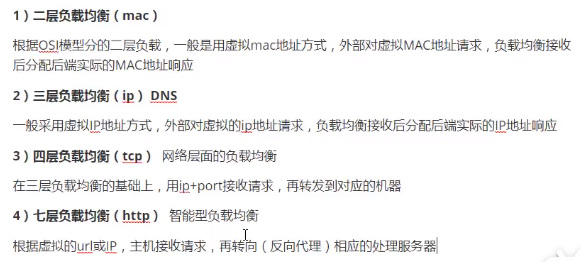 1）二层负载均衡（mac）
根据OSI模型分的二层负载，一般是用虚拟mac地址方式，外部对虚拟MAC地址请求，负载均衡接收
后分配后端实际的MAC地址响应
2）三层负载均衡（ip）DNS
一般采用虚拟IP地址方式，外部对虚拟的ip地址请求，负载均衡接收后分配后端实际的IP地址响应
3）四层负载均衡（tcp） 网络层面的负载均衡
在三层负载均衡的基础上，用ip+port接收请求，再转发到对应的机器
4）七层负载均衡（http） 智能型负载均衡
根据虚拟的url或IP，主机接收请求，再转向（反向代理）相应的处理服务器